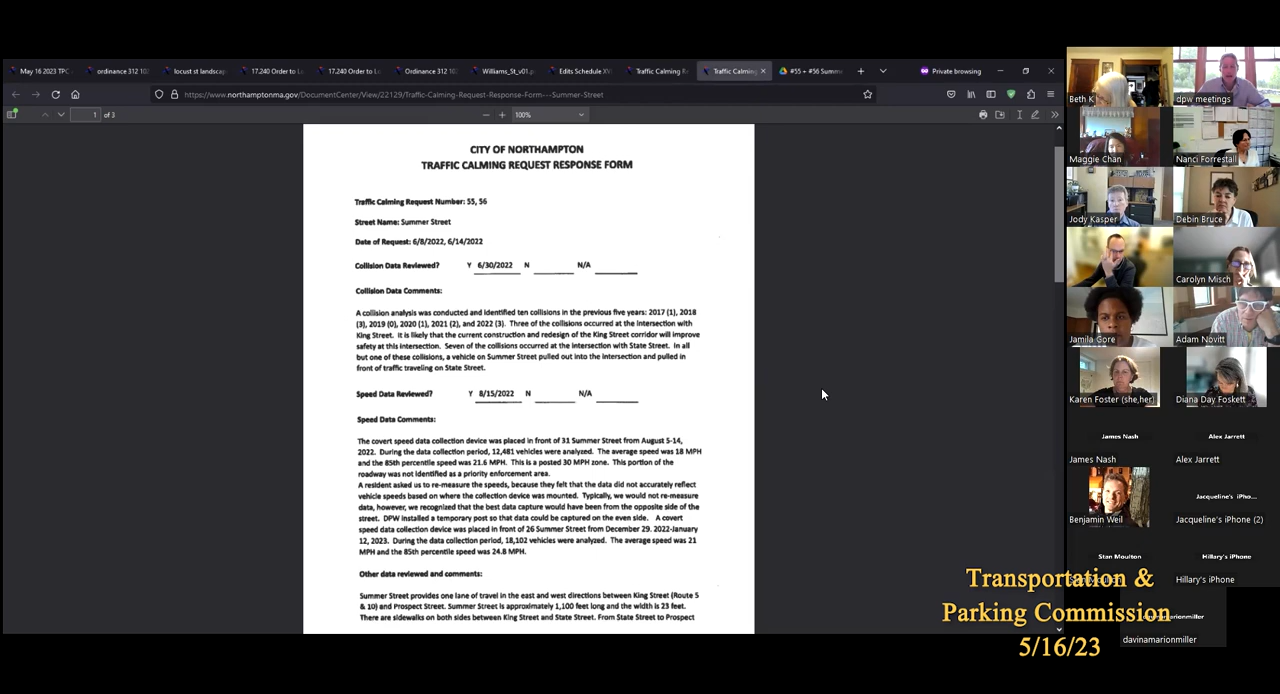 May 16 2023 TPC
ordinance 312 10
locust st landscap
17.240 Order to L
17.240 Order to L
Ordinance 312 10
Williams_St_v01.p
Edits Schedule XV
Traffic Calming R
Traffic Calming
#55 + #56 Summe
Private browsing
https://www.northamptonma.gov/DocumentCenter/View/22129/Traffic-Calming-Request-Response-Form---Summer-Street
1 of 3
100%
CITY OF NORTHAMPTON
TRAFFIC CALMING REQUEST RESPONSE FORM
Traffic Calming Request Number: 55, 56
Street Name: Summer Street
Date of Request: 6/8/2022, 6/14/2022
Collision Data Reviewed? Y 6/30/2022 N N/A
Collision Data Comments:
A collision analysis was conducted and identified ten collisions in the previous five years: 2017 (1), 2018
(3), 2019 (0), 2020 (1), 2021 (2), and 2022 (3). Three of the collisions occurred at the intersection with
King Street. It is likely that the current construction and redesign of the King Street corridor will improve
safety at this intersection. Seven of the collisions occurred at the intersection with State Street. In all
but one of these collisions, a vehicle on Summer Street pulled out into the intersection and pulled in
front of traffic traveling on State Street.
Speed Data Reviewed? Y 8/15/2022 N N/A
Speed Data Comments:
The covert speed data collection device was placed in front of 31 Summer Street from August 5-14,
2022. During the data collection period, 12,481 vehicles were analyzed. The average speed was 18 MPH
and the 85th percentile speed was 21.6 MPH. This is a posted 30 MPH zone. This portion of the
roadway was not identified as a priority enforcement area.
A resident asked us to re-measure the speeds, because they felt that the data did not accurately reflect
vehicle speeds based on where the collection device was mounted. Typically, we would not re-measure
data, however, we recognized that the best data capture would have been from the opposite side of the
street. DPW installed a temporary post so that data could be captured on the even side. A covert
speed data collection device was placed in front of 26 Summer Street from December 29. 2022-January
12, 2023. During the data collection period, 18,102 vehicles were analyzed. The average speed was 21
MPH and the 85th percentile speed was 24.8 MPH.
Other data reviewed and comments:
Summer Street provides one lane of travel in the east and west directions between King Street (Route 5
& 10) and Prospect Street. Summer Street is approximately 1,100 feet long and the width is 23 feet.
There are sidewalks on both sides between King Street and State Street. From State Street to Prospect
Beth K
dpw meetings
Maggie Chan
Nanci Forrestall
Jody Kasper
Debin Bruce
Carolyn Misch
Jamila Gore
Adam Novitt
Karen Foster (she,her)
Diana Day Foskett
James Nash
Alex Jarrett
James Nash
Alex Jarrett
Benjamin Weil
Jacqueline's iPho...
Jacqueline's iPhone (2)
Stan Moulton
Hillary's iPhone
Hillary's iPhone
davinamarionmiller
Transportation &
Parking Commission
5/16/23